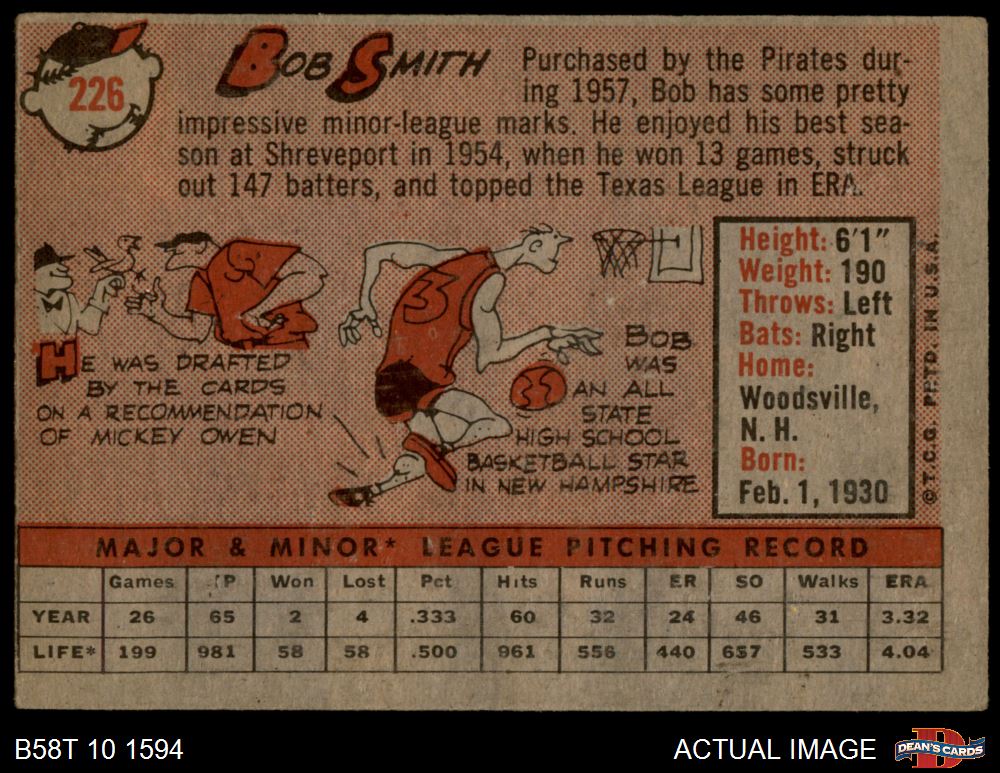 226
BOB SMITH
Purchased by the Pirates dur-
ing 1957, Bob has some pretty
impressive minor-league marks. He enjoyed his best sea-
son at Shreveport in 1954, when he won 13 games, struck
out 147 batters, and topped the Texas League in ERA.
HE WAS DRAFTED
BY THE CARDS
ON A RECOMMENDATION
OF MICKEY OWEN
BOB
WAS
AN ALL
STATE
HIGH SCHOOL
BASKETBALL STAR
IN NEW HAMPSHIRE
Height: 6'1"
Weight: 190
Throws: Left
Bats: Right
Home:
Woodsville,
N. H.
Born:
Feb. 1, 1930
© T.C.G. PRTD. IN U.S.A.
MAJOR & MINOR* LEAGUE PITCHING RECORD
Games IP Won Lost Pct Hits Runs ER SO Walks ERA
YEAR 26 65 2 4 .333 60 32 24 46 31 3.32
LIFE* 199 981 58 58 .500 961 556 440 657 533 4.04
B58T 10 1594
ACTUAL IMAGE
DEAN'S CARDS